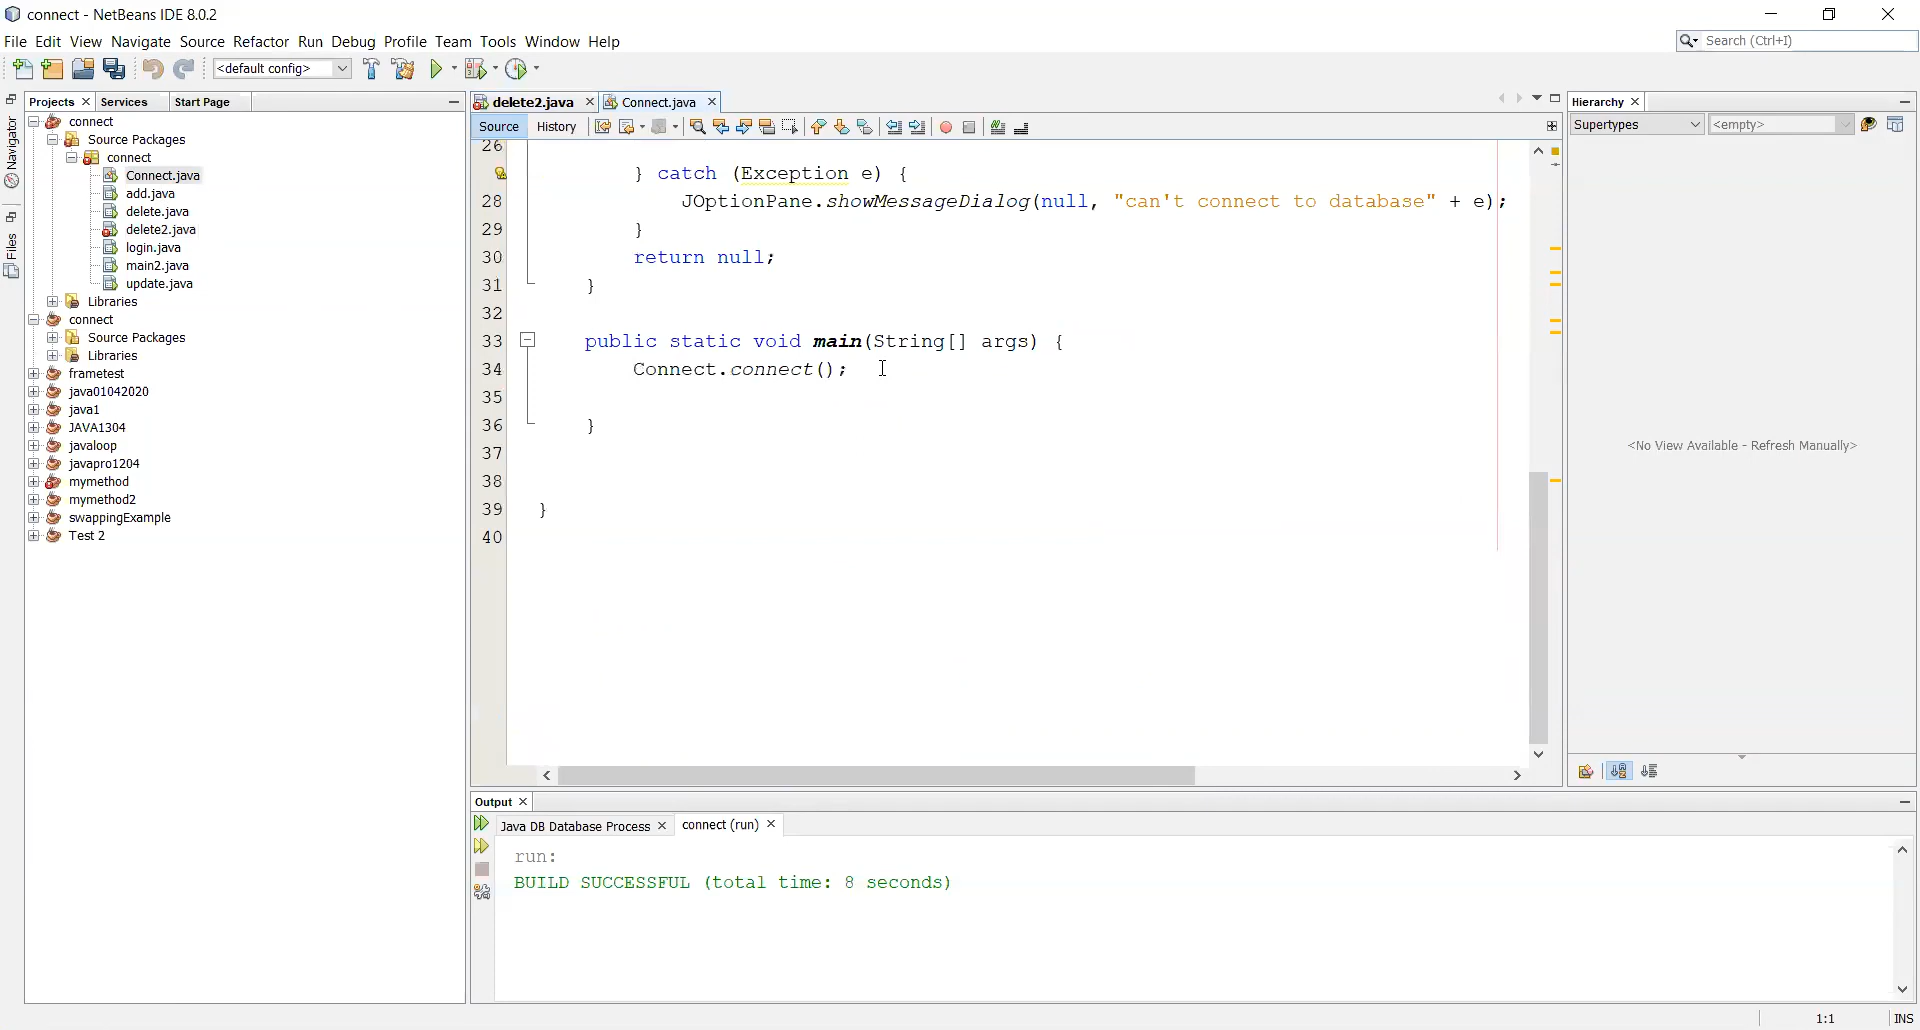 connect - NetBeans IDE 8.0.2
File Edit View Navigate Source Refactor Run Debug Profile Team Tools Window Help
Search (Ctrl+I)
<default config>
Projects Services Start Page
Navigator
Files
connect
Source Packages
connect
Connect.java
add.java
delete.java
delete2.java
login.java
main2.java
update.java
Libraries
connect
Source Packages
Libraries
frametest
java01042020
java1
JAVA1304
javaloop
javapro1204
mymethod
mymethod2
swappingExample
Test 2
delete2.java Connect.java
Source History
26
} catch (Exception e) {
28 JOptionPane.showMessageDialog(null, "can't connect to database" + e);
29 }
30 return null;
31 }
32
33 public static void main(String[] args) {
34 Connect.connect();
35
36 }
37
38
39 }
40
Hierarchy
Supertypes <empty>
<No View Available - Refresh Manually>
Output
Java DB Database Process connect (run)
run:
BUILD SUCCESSFUL (total time: 8 seconds)
1:1 INS